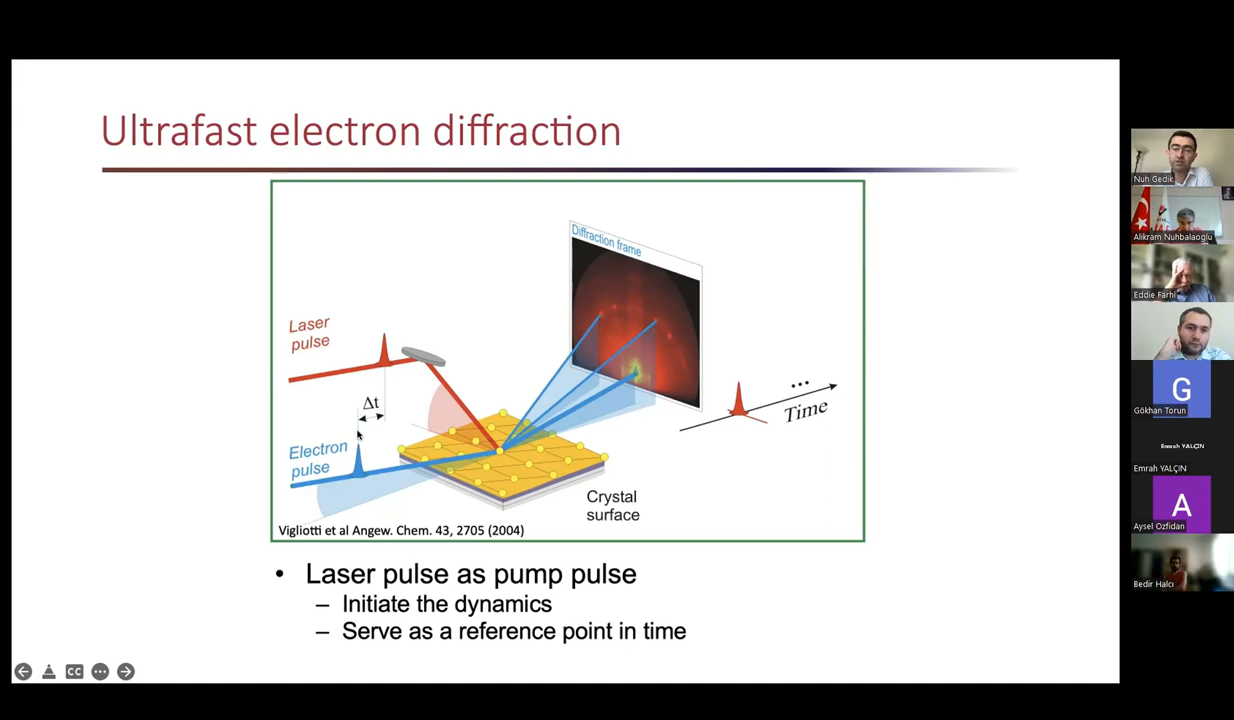 Ultrafast electron diffraction
Diffraction frame
Laser
pulse
Δt
Electron
pulse
...
Time
Crystal
surface
Vigliotti et al Angew. Chem. 43, 2705 (2004)
• Laser pulse as pump pulse
– Initiate the dynamics
– Serve as a reference point in time
CC
Nuh Gedik
Alikram Nuhbalaoglu
Eddie Farhi
G
Gökhan Torun
Emrah YALÇIN
Emrah YALÇIN
A
Aysel Ozfidan
Bedir Halcı